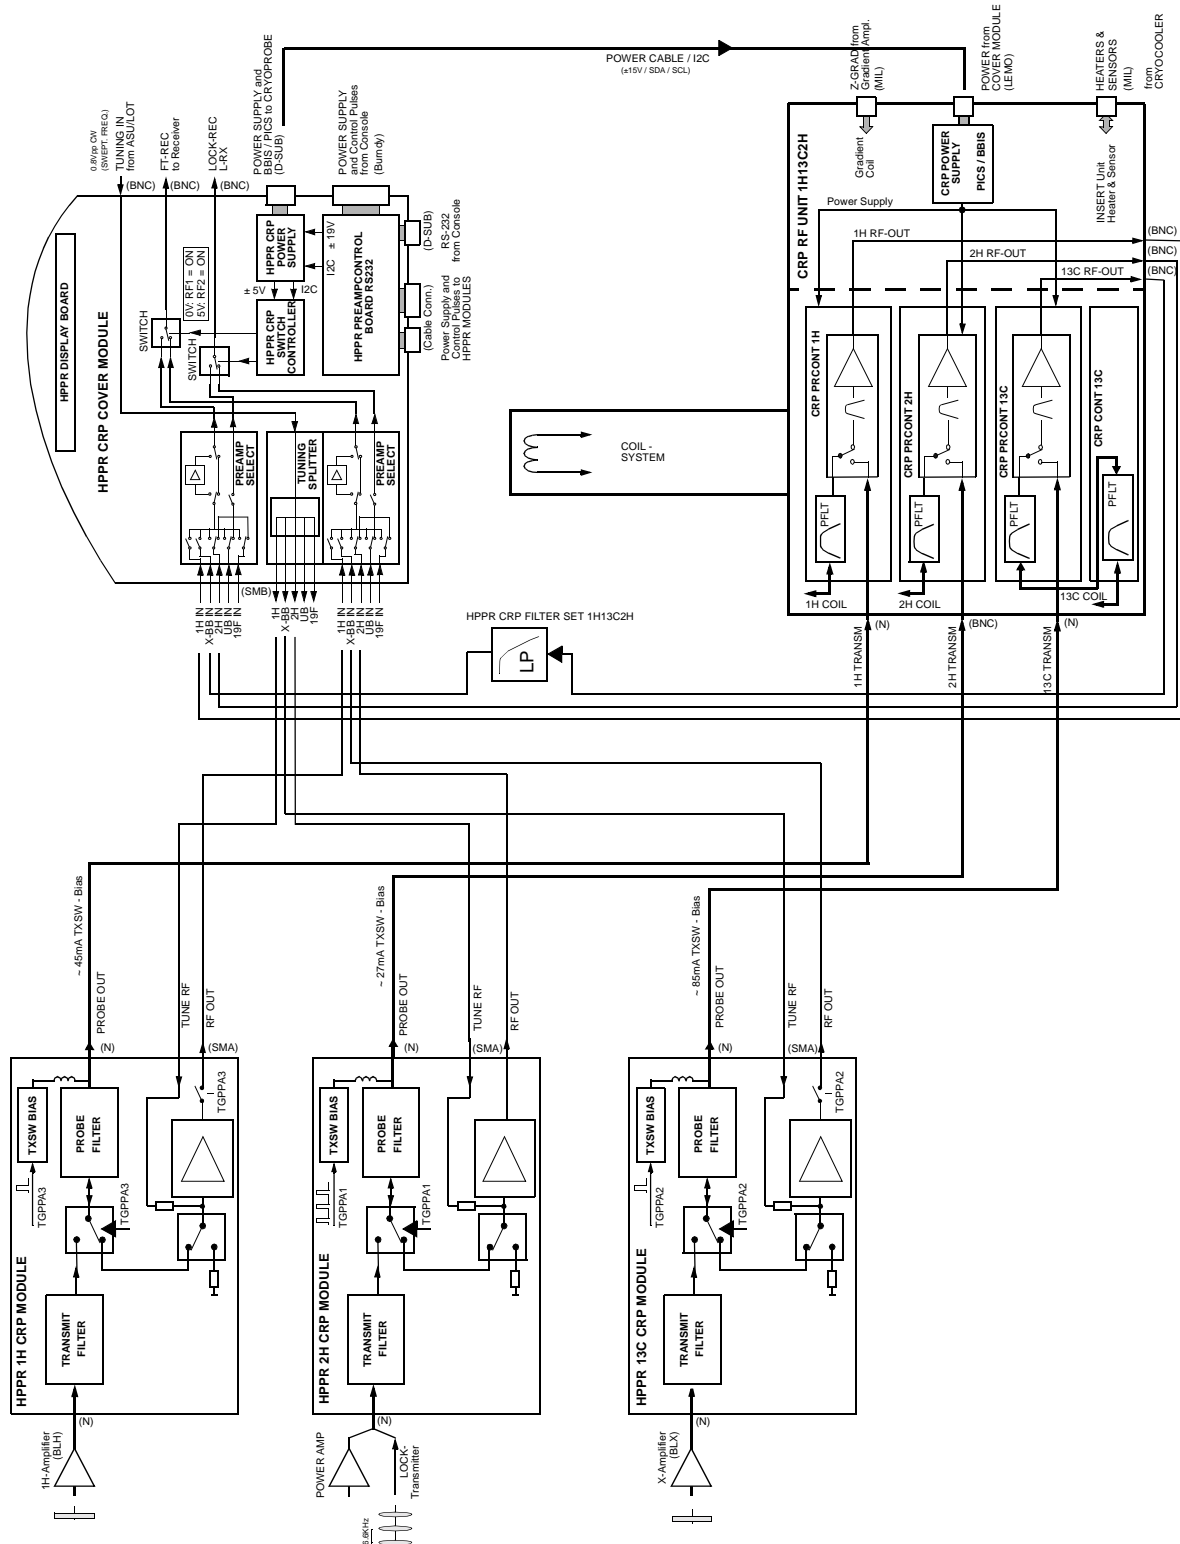 POWER CABLE / I2C
(±15V / SDA / SCL)
0.8Vpp CW
(SWEPT. FREQ.)
TUNING IN
from ASU/LOT
(BNC)
FT-REC
to Receiver
(BNC)
LOCK-REC
L-RX
(BNC)
POWER SUPPLY and
BBIS / PICS to CRYOPROBE
(D-SUB)
POWER SUPPLY
and Control Pulses
from Console
(Burndy)
HPPR DISPLAY BOARD
HPPR CRP COVER MODULE
SWITCH
0V: RF1 = ON
5V: RF2 = ON
SWITCH
HPPR CRP
POWER
SUPPLY
± 19V
I2C
± 5V
I2C
HPPR CRP
SWITCH
CONTROLLER
HPPR PREAMPCONTROL
BOARD RS232
(D-SUB)
RS-232
from Console
(Cable Conn.)
Power Supply and
Control Pulses to
HPPR MODULES
PREAMP
SELECT
TUNING
SPLITTER
PREAMP
SELECT
(SMB)
1H IN
X-BB IN
2H IN
UB IN
19F IN
1H
X-BB
2H
UB
19F
1H IN
X-BB IN
2H IN
UB IN
19F IN
Z-GRAD from
Gradient Ampl.
(MIL)
POWER from
COVER MODULE
(LEMO)
HEATERS &
SENSORS
(MIL)
from
CRYOCOOLER
Gradient
Coil
CRP POWER
SUPPLY
PICS / BBIS
INSERT Unit
Heater & Sensor
CRP RF UNIT 1H13C2H
Power Supply
1H RF-OUT
(BNC)
2H RF-OUT
(BNC)
13C RF-OUT
(BNC)
CRP PRCONT 1H
CRP PRCONT 2H
CRP PRCONT 13C
CRP CONT 13C
PFLT
PFLT
PFLT
PFLT
1H COIL
2H COIL
13C COIL
COIL -
SYSTEM
(N)
(BNC)
(N)
1H TRANSM
2H TRANSM
13C TRANSM
HPPR CRP FILTER SET 1H13C2H
LP
~ 45mA TXSW - Bias
PROBE OUT
TUNE RF
RF OUT
(N)
(SMA)
~ 27mA TXSW - Bias
PROBE OUT
TUNE RF
RF OUT
(N)
(SMA)
~ 85mA TXSW - Bias
PROBE OUT
TUNE RF
RF OUT
(N)
(SMA)
HPPR 1H CRP MODULE
TXSW BIAS
PROBE
FILTER
TGPPA3
TGPPA3
TGPPA3
TRANSMIT
FILTER
(N)
1H-Amplifier
(BLH)
HPPR 2H CRP MODULE
TXSW BIAS
PROBE
FILTER
TGPPA1
TGPPA1
TRANSMIT
FILTER
(N)
POWER AMP
LOCK-
Transmitter
6.6KHz
HPPR 13C CRP MODULE
TXSW BIAS
PROBE
FILTER
TGPPA2
TGPPA2
TGPPA2
TRANSMIT
FILTER
(N)
X-Amplifier
(BLX)